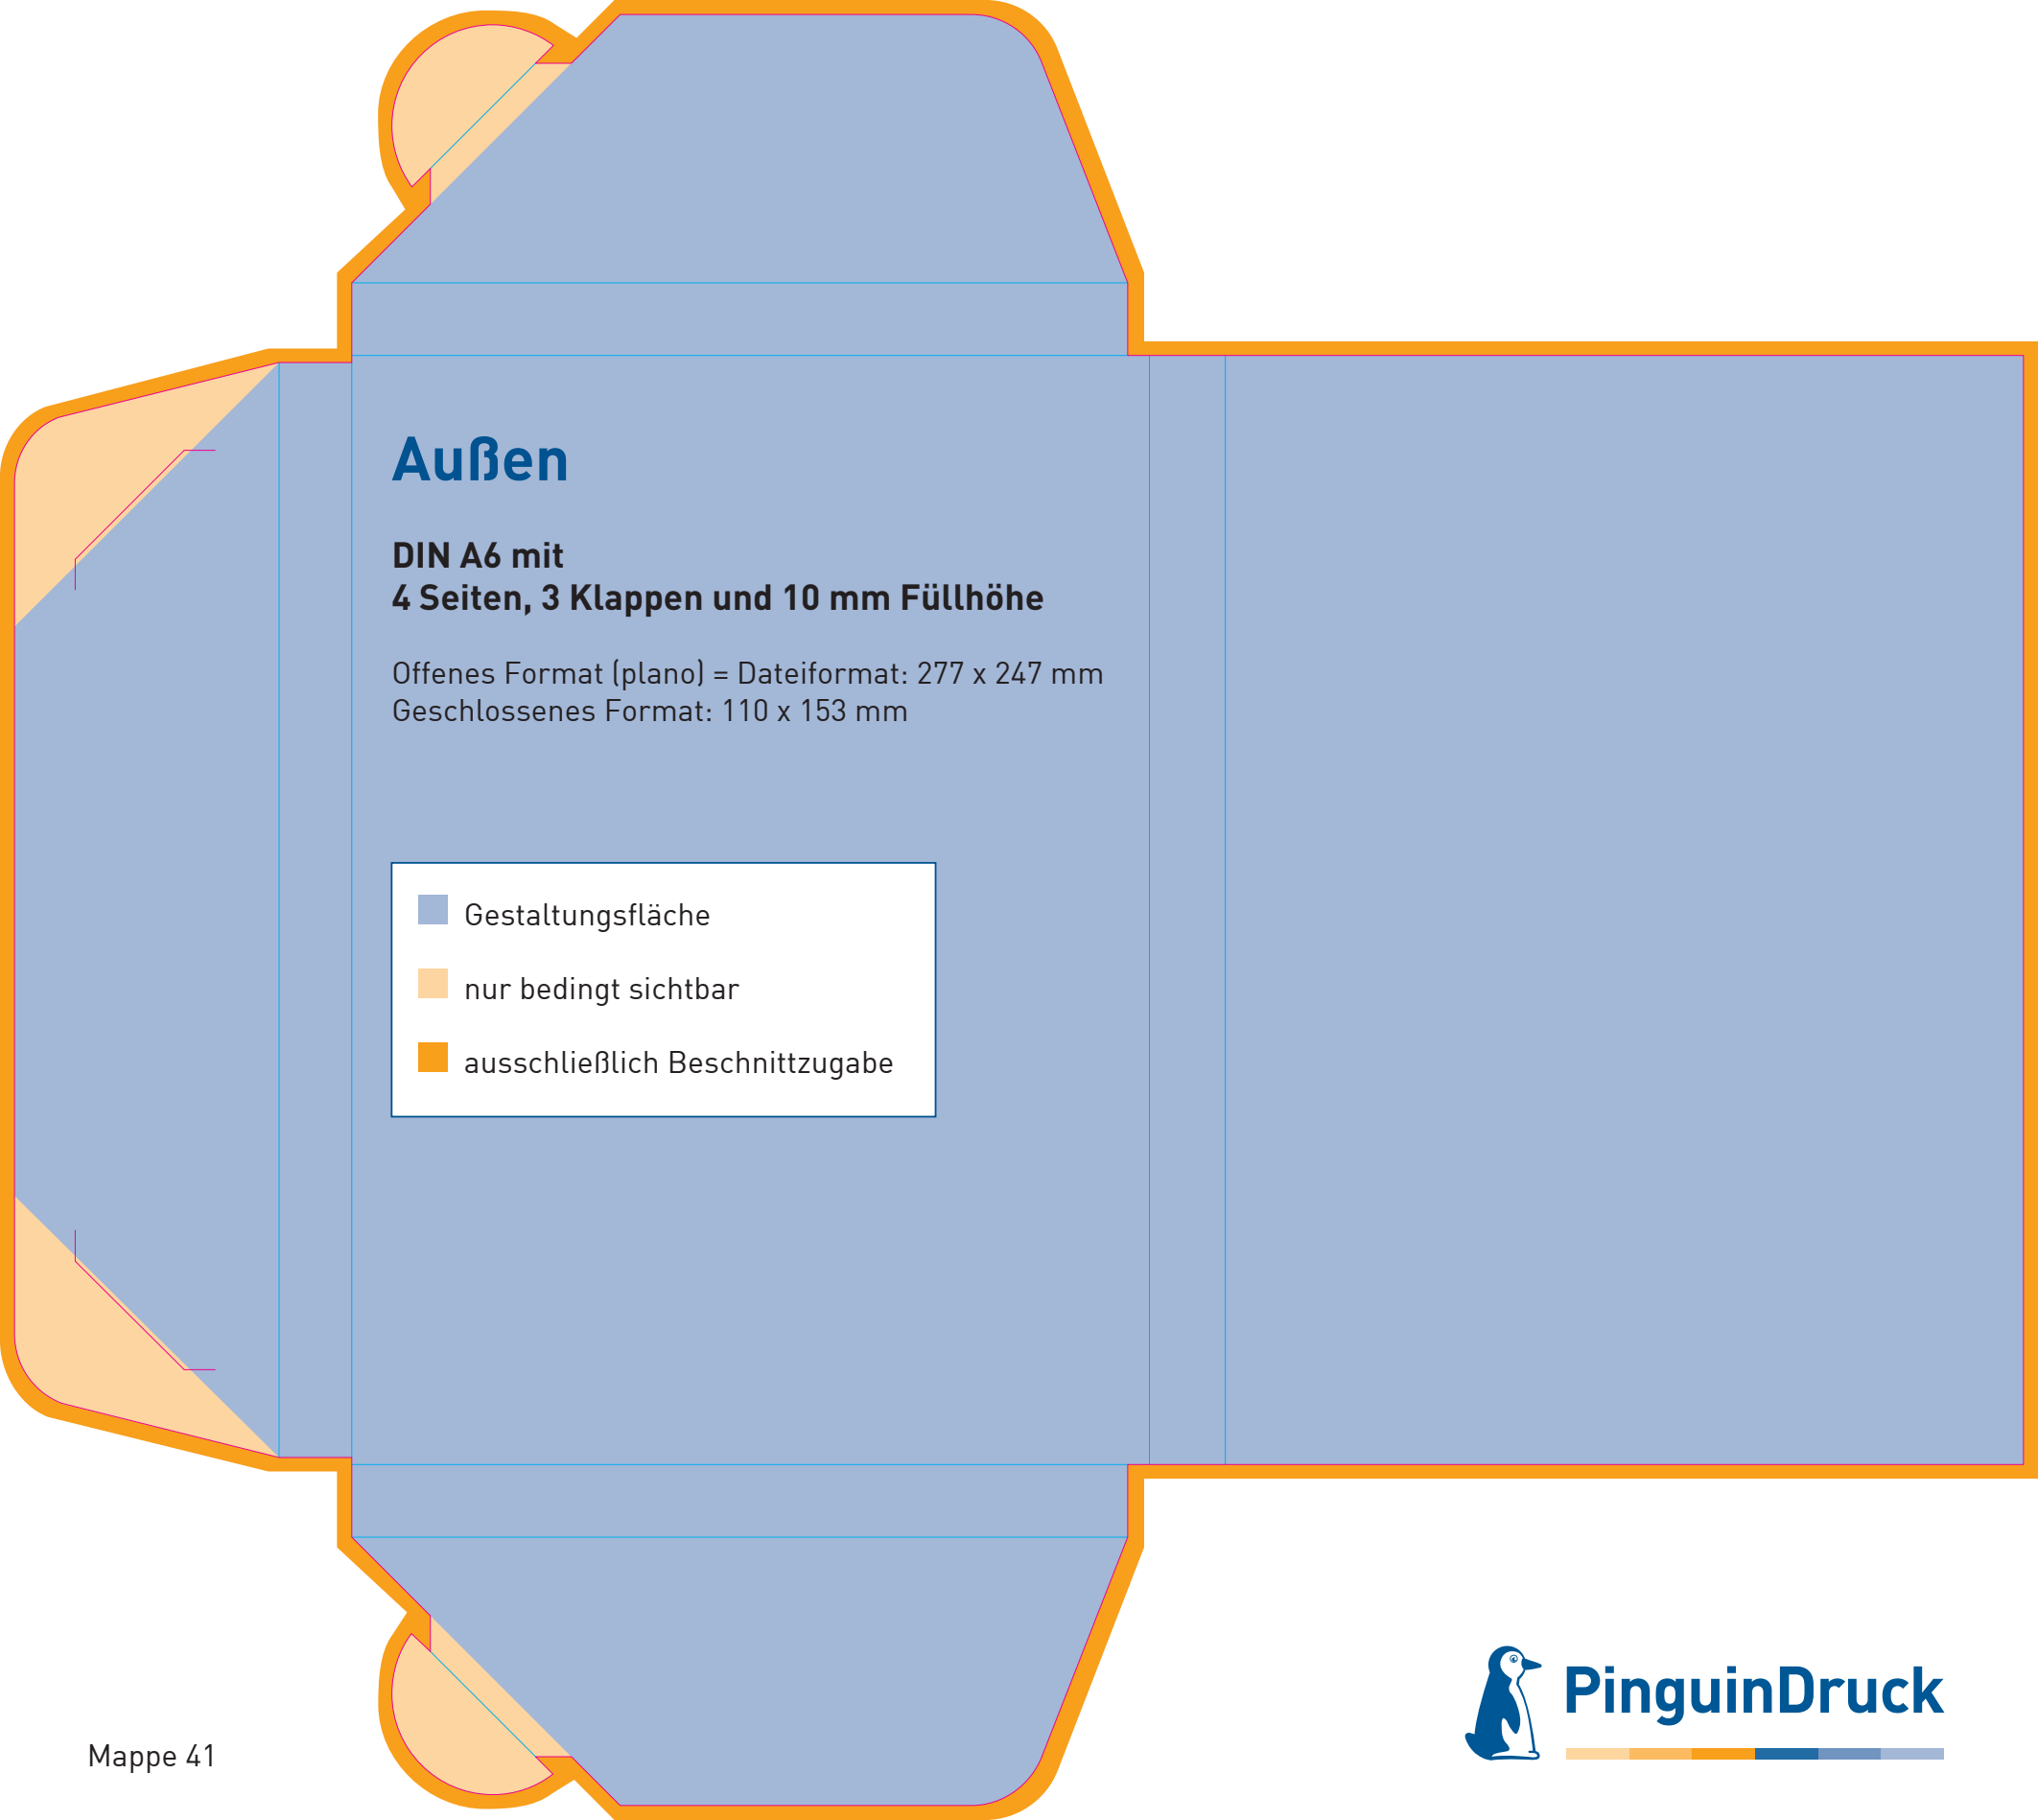 Außen
DIN A6 mit
4 Seiten, 3 Klappen und 10 mm Füllhöhe
Offenes Format (plano) = Dateiformat: 277 x 247 mm
Geschlossenes Format: 110 x 153 mm
Gestaltungsfläche
nur bedingt sichtbar
ausschließlich Beschnittzugabe
Mappe 41
PinguinDruck